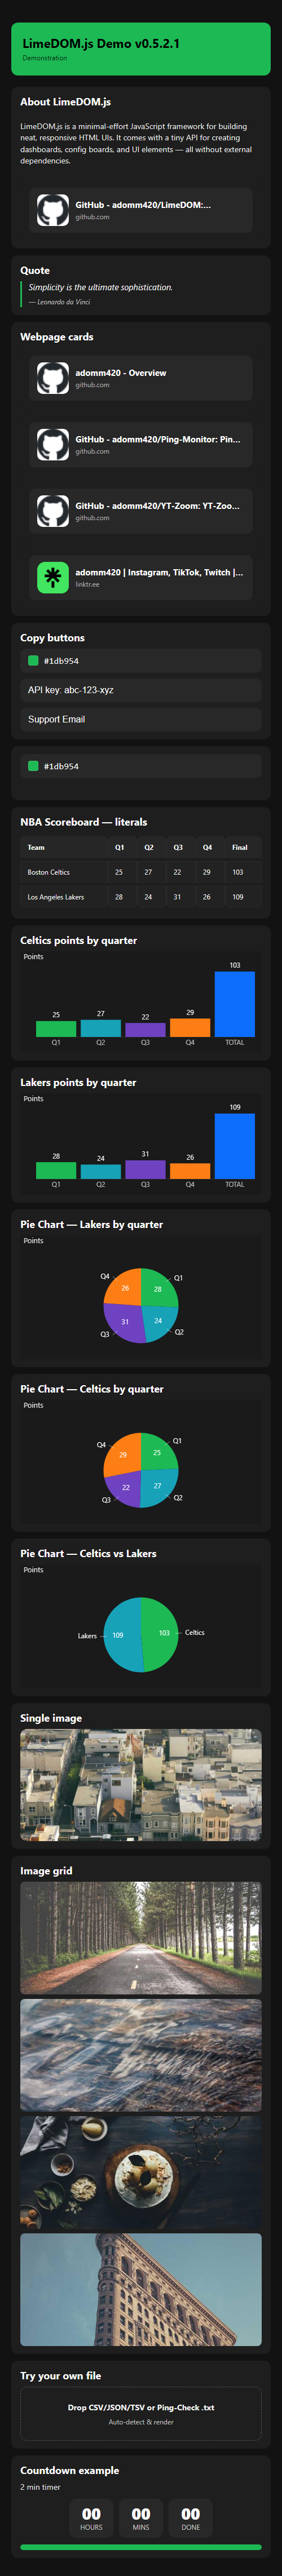 LimeDOM.js Demo v0.5.2.1
Demonstration
About LimeDOM.js
LimeDOM.js is a minimal-effort JavaScript framework for building
neat, responsive HTML UIs. It comes with a tiny API for creating
dashboards, config boards, and UI elements — all without external
dependencies.
GitHub - adomm420/LimeDOM:...
github.com
Quote
Simplicity is the ultimate sophistication.
— Leonardo da Vinci
Webpage cards
adomm420 - Overview
github.com
GitHub - adomm420/Ping-Monitor: Pin...
github.com
GitHub - adomm420/YT-Zoom: YT-Zoo...
github.com
adomm420 | Instagram, TikTok, Twitch |...
linktr.ee
Copy buttons
#1db954
API key: abc-123-xyz
Support Email
#1db954
NBA Scoreboard — literals
Team Q1 Q2 Q3 Q4 Final
Boston Celtics 25 27 22 29 103
Los Angeles Lakers 28 24 31 26 109
Celtics points by quarter
Points
25 27 22 29 103
Q1 Q2 Q3 Q4 TOTAL
Lakers points by quarter
Points
28 24 31 26 109
Q1 Q2 Q3 Q4 TOTAL
Pie Chart — Lakers by quarter
Points
Q4 Q1
26 28
31 24
Q3 Q2
Pie Chart — Celtics by quarter
Points
Q4 Q1
29 25
22 27
Q3 Q2
Pie Chart — Celtics vs Lakers
Points
Lakers 109 103 Celtics
Single image
Image grid
Try your own file
Drop CSV/JSON/TSV or Ping-Check .txt
Auto-detect & render
Countdown example
2 min timer
00 00 00
HOURS MINS DONE